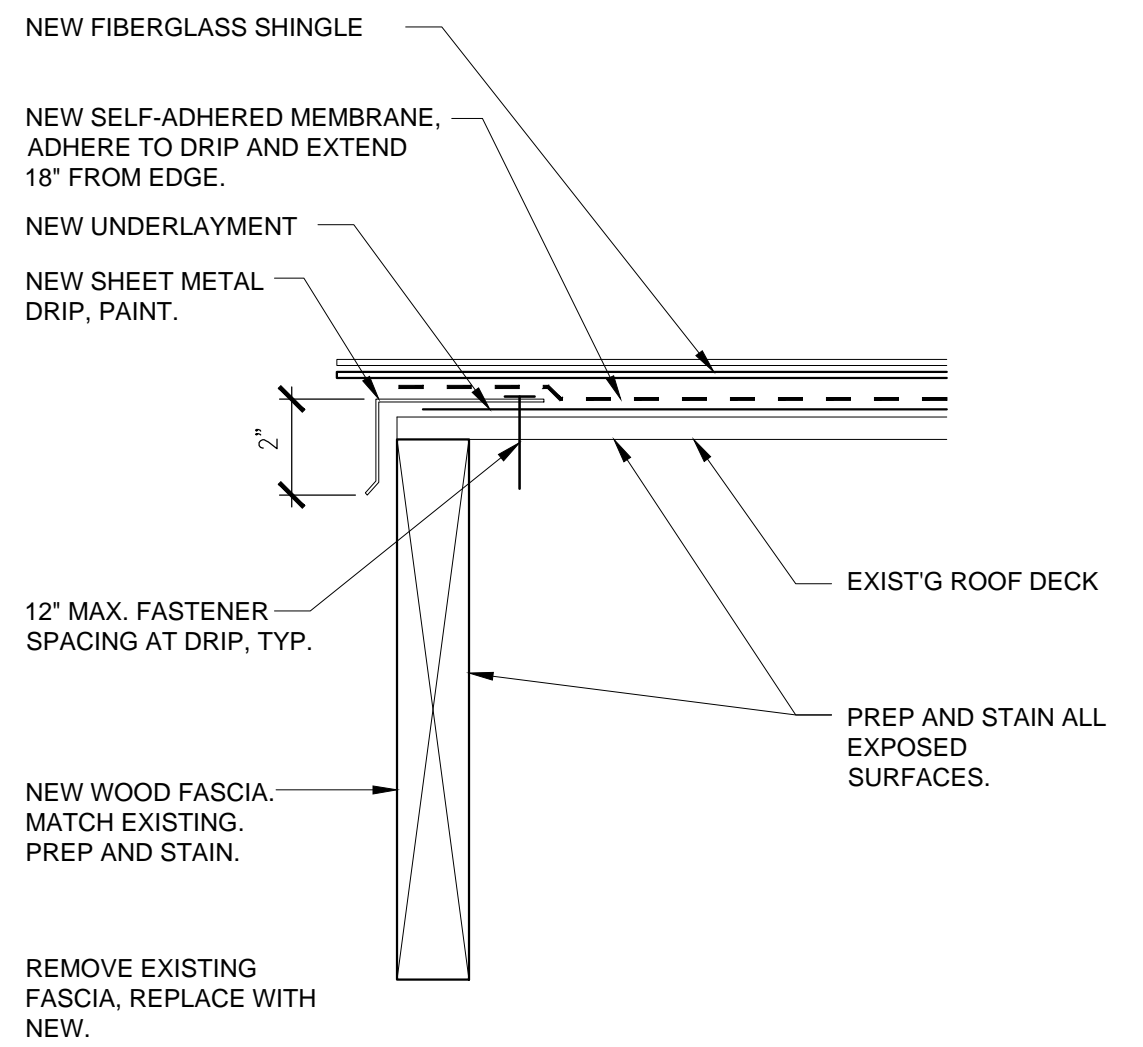 NEW FIBERGLASS SHINGLE
NEW SELF-ADHERED MEMBRANE,
ADHERE TO DRIP AND EXTEND
18" FROM EDGE.
NEW UNDERLAYMENT
NEW SHEET METAL
DRIP, PAINT.
2"
12" MAX. FASTENER
SPACING AT DRIP, TYP.
EXIST'G ROOF DECK
PREP AND STAIN ALL
EXPOSED
SURFACES.
NEW WOOD FASCIA.
MATCH EXISTING.
PREP AND STAIN.
REMOVE EXISTING
FASCIA, REPLACE WITH
NEW.